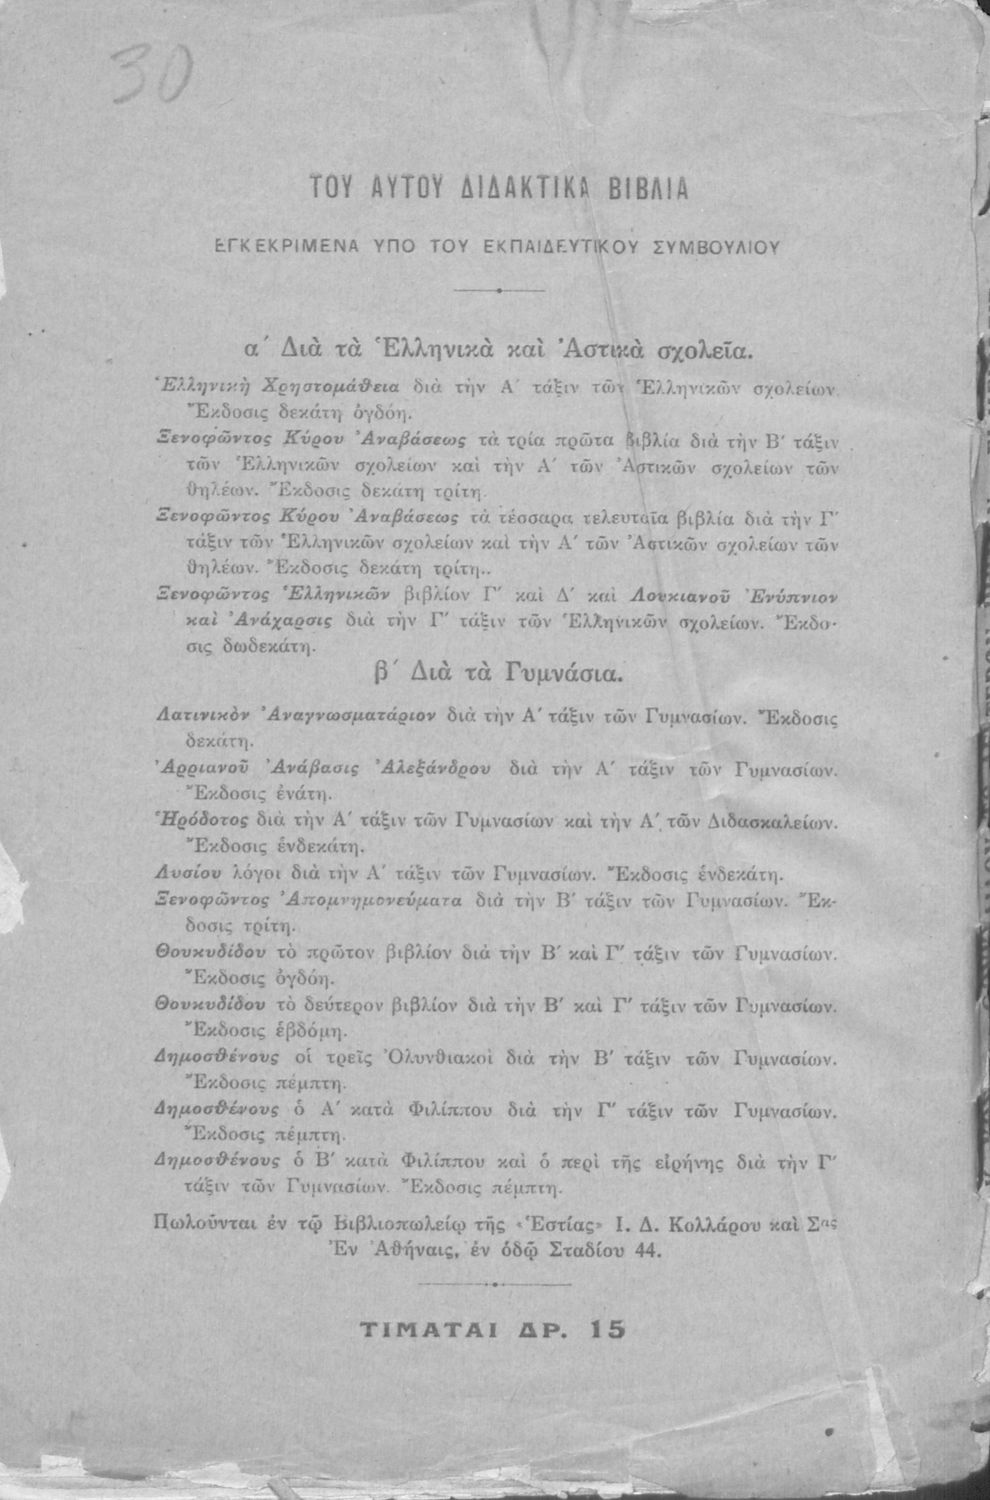 30
ΤΟΥ ΑΥΤΟΥ ΔΙΔΑΚΤΙΚΑ ΒΙΒΛΙΑ
ΕΓΚΕΚΡΙΜΕΝΑ ΥΠΟ ΤΟΥ ΕΚΠΑΙΔΕΥΤΙΚΟΥ ΣΥΜΒΟΥΛΙΟΥ
α΄ Διὰ τὰ Ἑλληνικὰ καὶ Ἀστικὰ σχολεῖα.
Ἑλληνικὴ Χρηστομάθεια διὰ τὴν Α΄ τάξιν τῶν Ἑλληνικῶν σχολείων.
Ἔκδοσις δεκάτη ὀγδόη.
Ξενοφῶντος Κύρου Ἀναβάσεως τὰ τρία πρῶτα βιβλία διὰ τὴν Β΄ τάξιν
τῶν Ἑλληνικῶν σχολείων καὶ τὴν Α΄ τῶν Ἀστικῶν σχολείων τῶν
θηλέων. Ἔκδοσις δεκάτη τρίτη.
Ξενοφῶντος Κύρου Ἀναβάσεως τὰ τέσσαρα τελευταῖα βιβλία διὰ τὴν Γ΄
τάξιν τῶν Ἑλληνικῶν σχολείων καὶ τὴν Α΄ τῶν Ἀστικῶν σχολείων τῶν
θηλέων. Ἔκδοσις δεκάτη τρίτη..
Ξενοφῶντος Ἑλληνικῶν βιβλίον Γ΄ καὶ Δ΄ καὶ Λουκιανοῦ Ἐνύπνιον
καὶ Ἀνάχαρσις διὰ τὴν Γ΄ τάξιν τῶν Ἑλληνικῶν σχολείων. Ἔκδο-
σις δωδεκάτη.
β΄ Διὰ τὰ Γυμνάσια.
Λατινικὸν Ἀναγνωσματάριον διὰ τὴν Α΄ τάξιν τῶν Γυμνασίων. Ἔκδοσις
δεκάτη.
Ἀρριανοῦ Ἀνάβασις Ἀλεξάνδρου διὰ τὴν Α΄ τάξιν τῶν Γυμνασίων.
Ἔκδοσις ἐνάτη.
Ἡρόδοτος διὰ τὴν Α΄ τάξιν τῶν Γυμνασίων καὶ τὴν Α΄ τῶν Διδασκαλείων.
Ἔκδοσις ἑνδεκάτη.
Λυσίου λόγοι διὰ τὴν Α΄ τάξιν τῶν Γυμνασίων. Ἔκδοσις ἑνδεκάτη.
Ξενοφῶντος Ἀπομνημονεύματα διὰ τὴν Β΄ τάξιν τῶν Γυμνασίων. Ἔκ-
δοσις τρίτη.
Θουκυδίδου τὸ πρῶτον βιβλίον διὰ τὴν Β΄ καὶ Γ΄ τάξιν τῶν Γυμνασίων.
Ἔκδοσις ὀγδόη.
Θουκυδίδου τὸ δεύτερον βιβλίον διὰ τὴν Β΄ καὶ Γ΄ τάξιν τῶν Γυμνασίων.
Ἔκδοσις ἑβδόμη.
Δημοσθένους οἱ τρεῖς Ὀλυνθιακοὶ διὰ τὴν Β΄ τάξιν τῶν Γυμνασίων.
Ἔκδοσις πέμπτη.
Δημοσθένους ὁ Α΄ κατὰ Φιλίππου διὰ τὴν Γ΄ τάξιν τῶν Γυμνασίων.
Ἔκδοσις πέμπτη.
Δημοσθένους ὁ Β΄ κατὰ Φιλίππου καὶ ὁ περὶ τῆς εἰρήνης διὰ τὴν Γ΄
τάξιν τῶν Γυμνασίων. Ἔκδοσις πέμπτη.
Πωλοῦνται ἐν τῷ Βιβλιοπωλείῳ τῆς «Ἑστίας» Ι. Δ. Κολλάρου καὶ Σας
Ἐν Ἀθήναις, ἐν ὁδῷ Σταδίου 44.
ΤΙΜΑΤΑΙ ΔΡ. 15